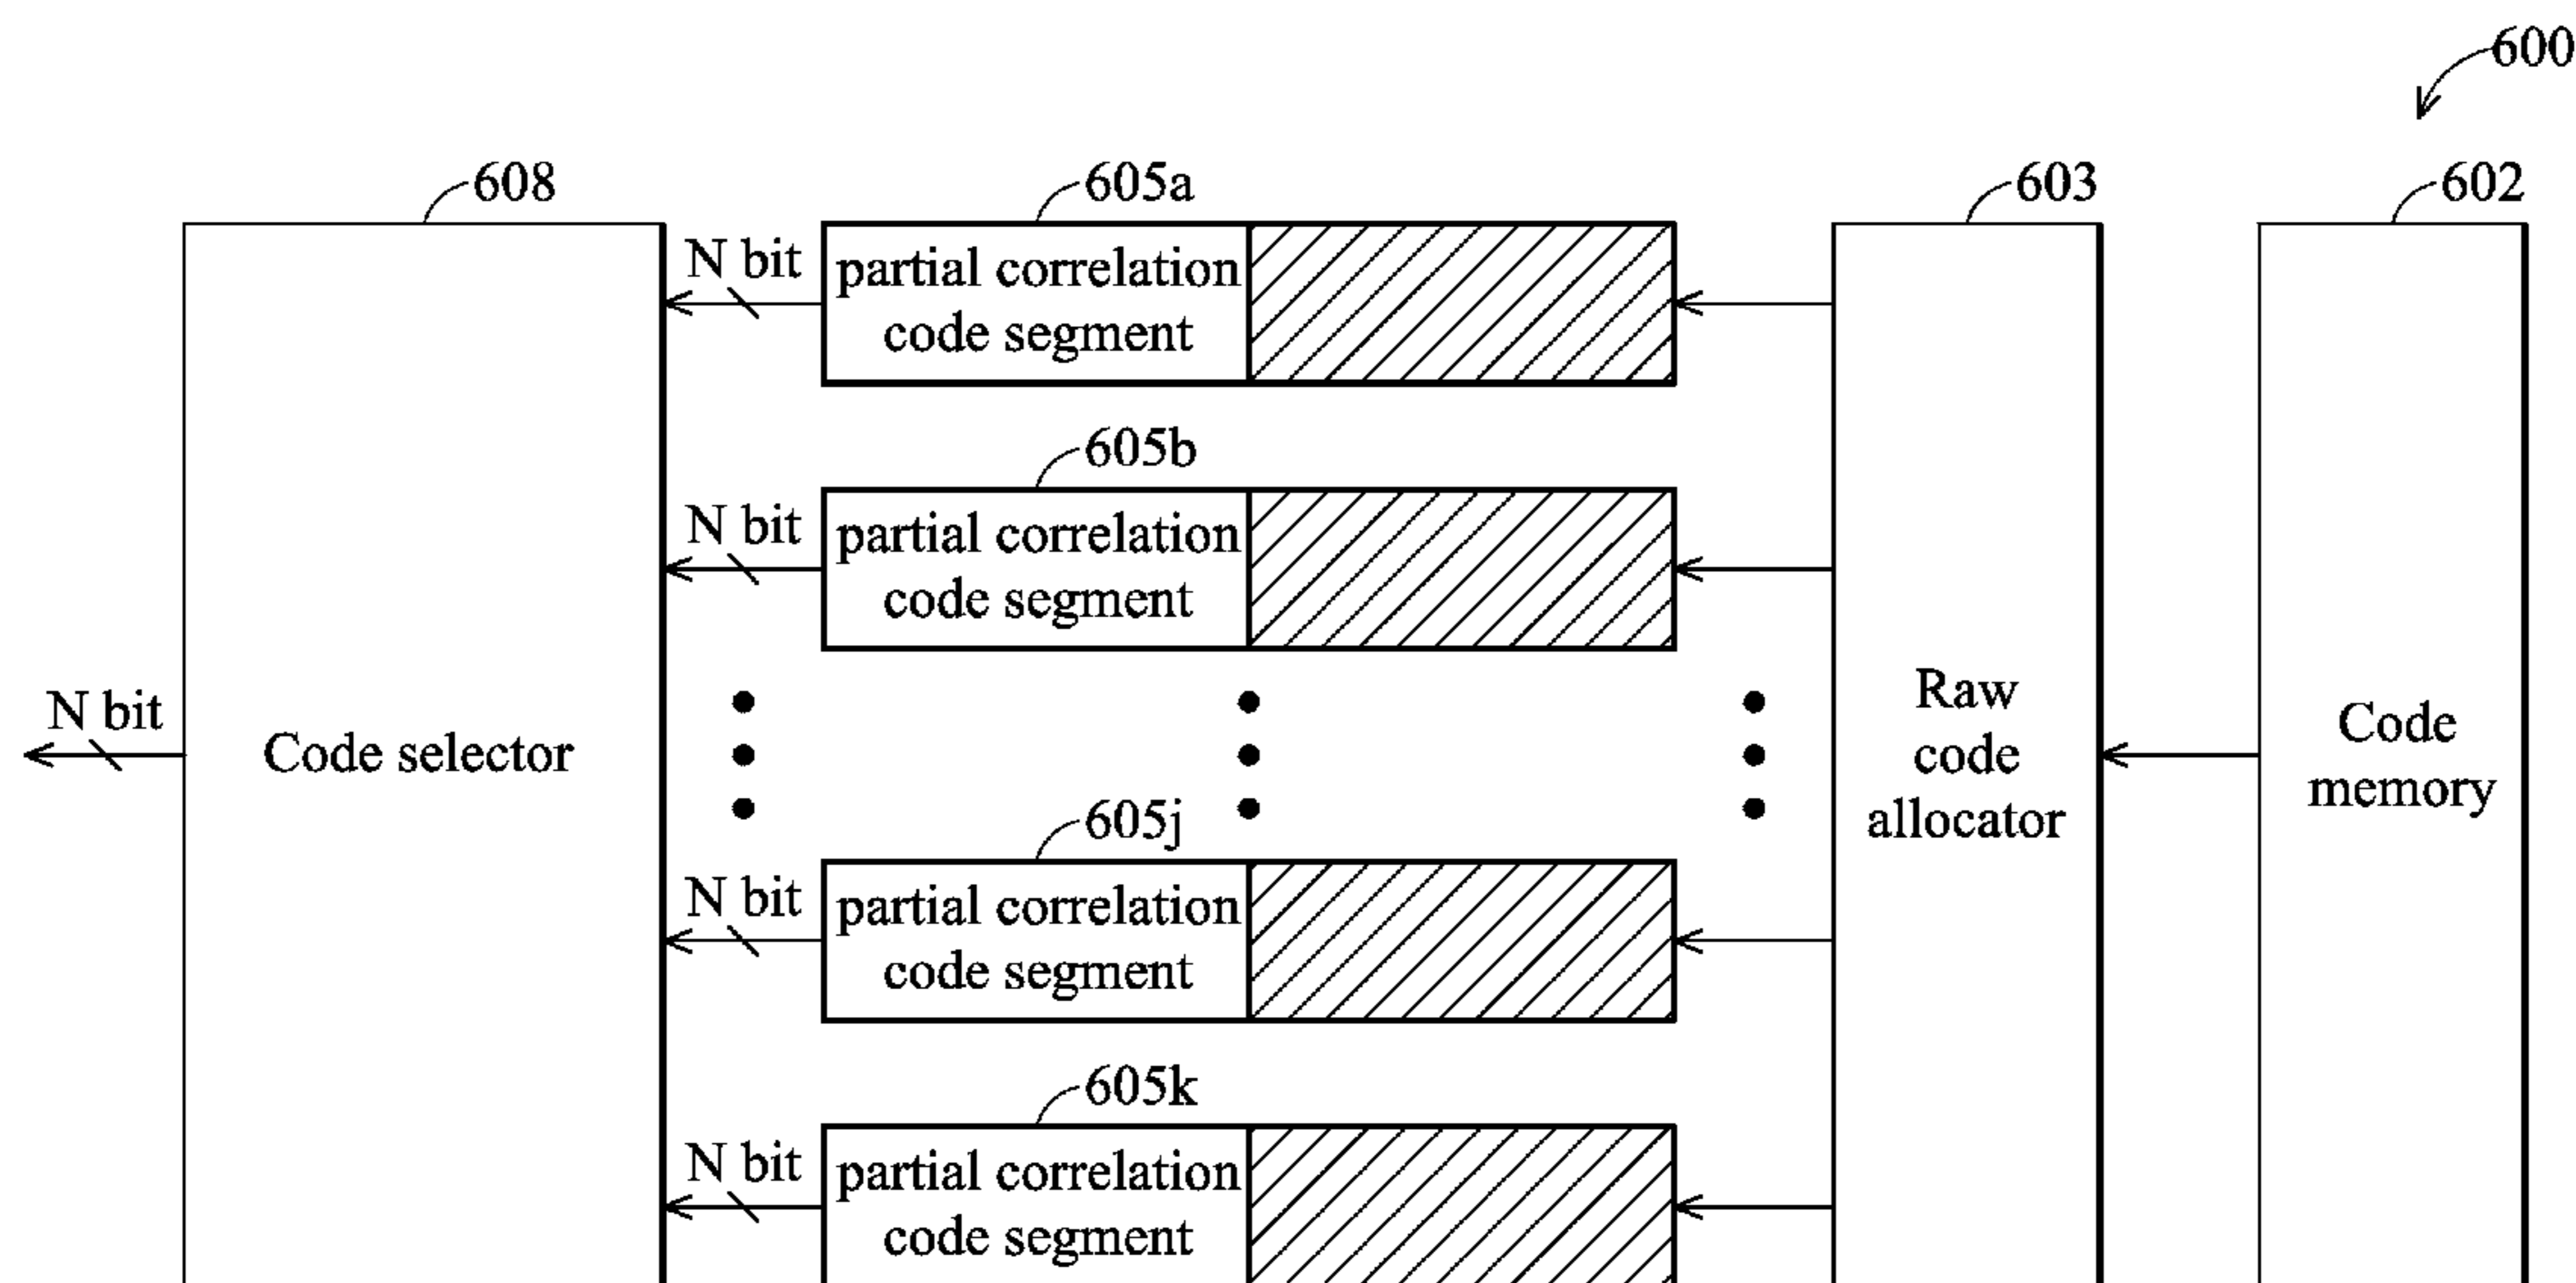 600
608
605a
603
602
N bit
partial correlation
code segment
605b
N bit
partial correlation
code segment
N bit
Code selector
Raw
code
allocator
Code
memory
605j
N bit
partial correlation
code segment
605k
N bit
partial correlation
code segment